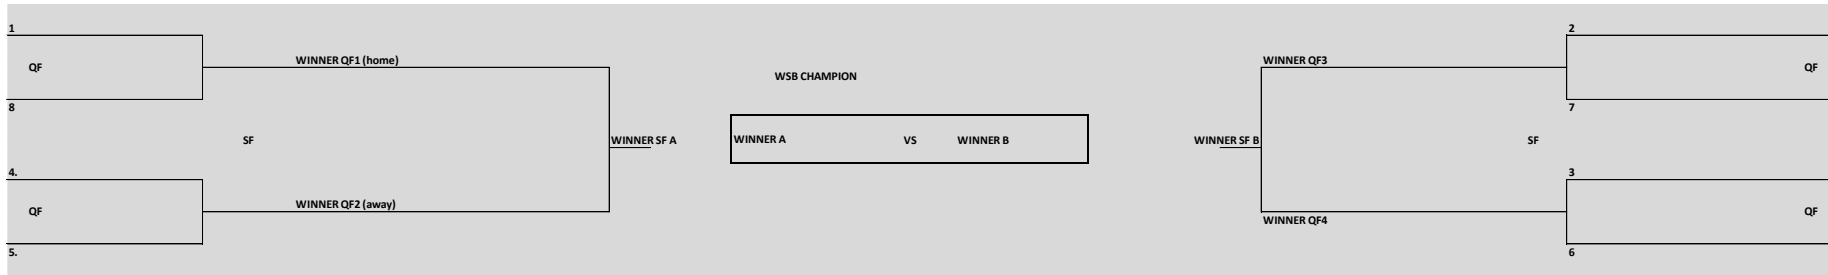 1
QF
8
WINNER QF1 (home)
SF
4.
QF
5.
WINNER QF2 (away)
WINNER SF A
WSB CHAMPION
WINNER A VS WINNER B
WINNER SF B
WINNER QF3
2
QF
7
SF
3
QF
6
WINNER QF4